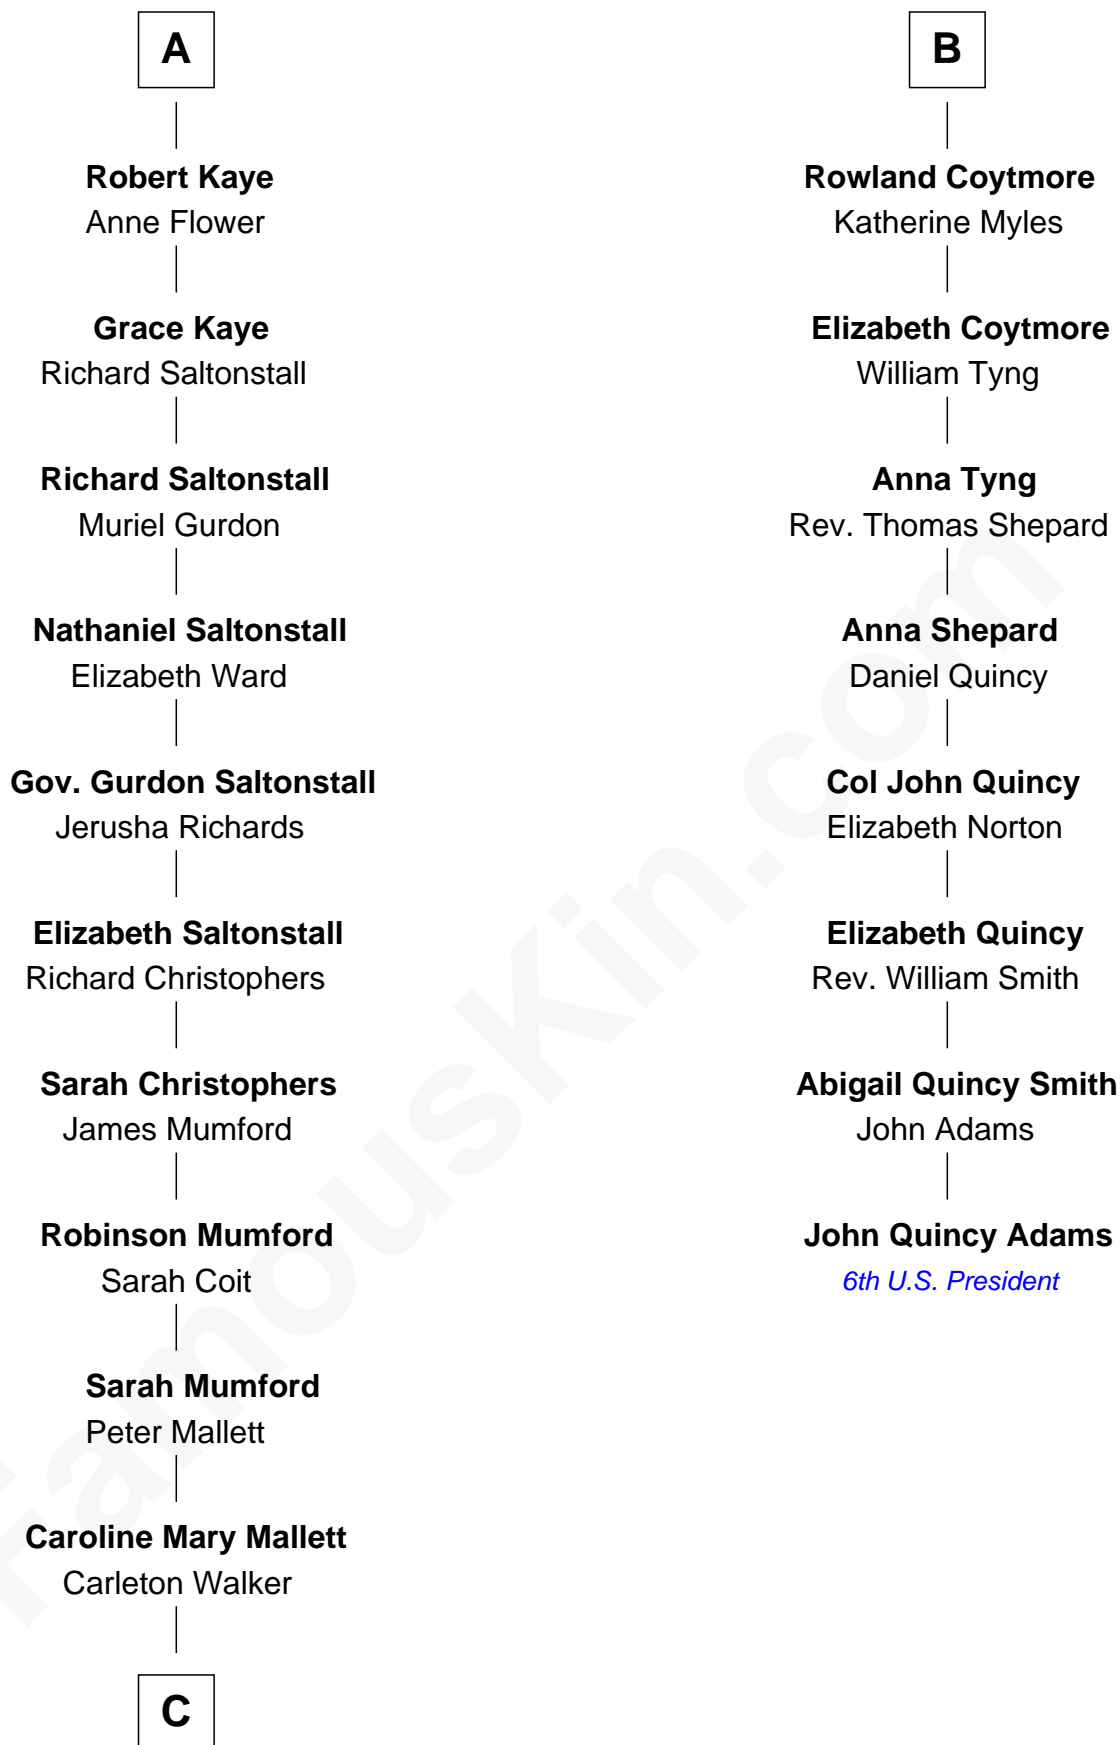 A
Robert Kaye
Anne Flower
Grace Kaye
Richard Saltonstall
Richard Saltonstall
Muriel Gurdon
Nathaniel Saltonstall
Elizabeth Ward
Gov. Gurdon Saltonstall
Jerusha Richards
Elizabeth Saltonstall
Richard Christophers
Sarah Christophers
James Mumford
Robinson Mumford
Sarah Coit
Sarah Mumford
Peter Mallett
Caroline Mary Mallett
Carleton Walker
C
B
Rowland Coytmore
Katherine Myles
Elizabeth Coytmore
William Tyng
Anna Tyng
Rev. Thomas Shepard
Anna Shepard
Daniel Quincy
Col John Quincy
Elizabeth Norton
Elizabeth Quincy
Rev. William Smith
Abigail Quincy Smith
John Adams
John Quincy Adams
6th U.S. President
FamousKin.com